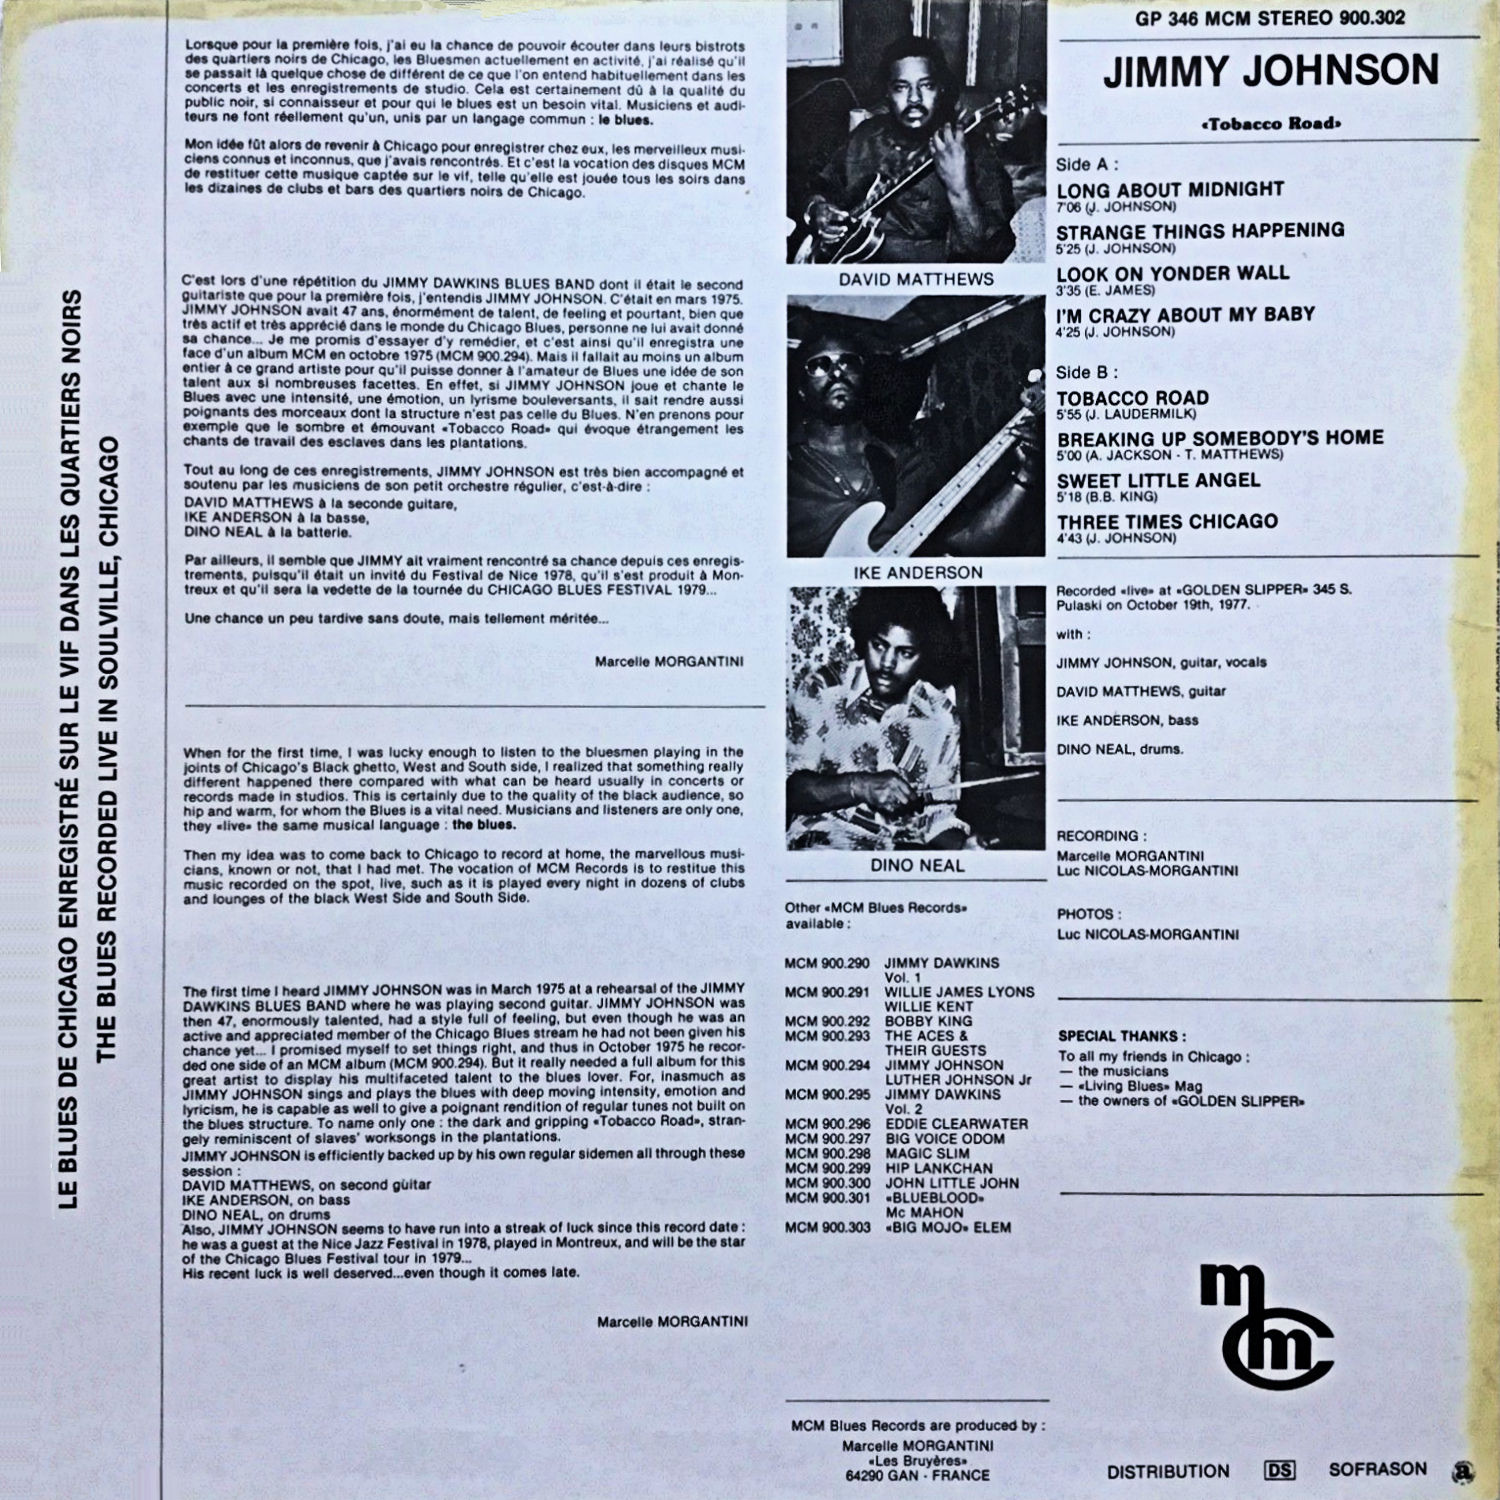 LE BLUES DE CHICAGO ENREGISTRÉ SUR LE VIF DANS LES QUARTIERS NOIRS
THE BLUES RECORDED LIVE IN SOULVILLE, CHICAGO
Lorsque pour la première fois, j'ai eu la chance de pouvoir écouter dans leurs bistrots
des quartiers noirs de Chicago, les Bluesmen actuellement en activité, j'ai réalisé qu'il
se passait là quelque chose de différent de ce que l'on entend habituellement dans les
concerts et les enregistrements de studio. Cela est certainement dû à la qualité du
public noir, si connaisseur et pour qui le blues est un besoin vital. Musiciens et audi-
teurs ne font réellement qu'un, unis par un langage commun : le blues.
Mon idée fût alors de revenir à Chicago pour enregistrer chez eux, les merveilleux musi-
ciens connus et inconnus, que j'avais rencontrés. Et c'est la vocation des disques MCM
de restituer cette musique captée sur le vif, telle qu'elle est jouée tous les soirs dans
les dizaines de clubs et bars des quartiers noirs de Chicago.
C'est lors d'une répétition du JIMMY DAWKINS BLUES BAND dont il était le second
guitariste que pour la première fois, j'entendis JIMMY JOHNSON. C'était en mars 1975.
JIMMY JOHNSON avait 47 ans, énormément de talent, de feeling et pourtant, bien que
très actif et très apprécié dans le monde du Chicago Blues, personne ne lui avait donné
sa chance... Je me promis d'essayer d'y remédier, et c'est ainsi qu'il enregistra une
face d'un album MCM en octobre 1975 (MCM 900.294). Mais il fallait au moins un album
entier à ce grand artiste pour qu'il puisse donner à l'amateur de Blues une idée de son
talent aux si nombreuses facettes. En effet, si JIMMY JOHNSON joue et chante le
Blues avec une intensité, une émotion, un lyrisme bouleversants, il sait rendre aussi
poignants des morceaux dont la structure n'est pas celle du Blues. N'en prenons pour
exemple que le sombre et émouvant «Tobacco Road» qui évoque étrangement les
chants de travail des esclaves dans les plantations.
Tout au long de ces enregistrements, JIMMY JOHNSON est très bien accompagné et
soutenu par les musiciens de son petit orchestre régulier, c'est-à-dire :
DAVID MATTHEWS à la seconde guitare,
IKE ANDERSON à la basse,
DINO NEAL à la batterie.
Par ailleurs, il semble que JIMMY ait vraiment rencontré sa chance depuis ces enregis-
trements, puisqu'il était un invité du Festival de Nice 1978, qu'il s'est produit à Mon-
treux et qu'il sera la vedette de la tournée du CHICAGO BLUES FESTIVAL 1979...
Une chance un peu tardive sans doute, mais tellement méritée...
Marcelle MORGANTINI
When for the first time, I was lucky enough to listen to the bluesmen playing in the
joints of Chicago's Black ghetto, West and South side, I realized that something really
different happened there compared with what can be heard usually in concerts or
records made in studios. This is certainly due to the quality of the black audience, so
hip and warm, for whom the Blues is a vital need. Musicians and listeners are only one,
they «live» the same musical language : the blues.
Then my idea was to come back to Chicago to record at home, the marvellous musi-
cians, known or not, that I had met. The vocation of MCM Records is to restitue this
music recorded on the spot, live, such as it is played every night in dozens of clubs
and lounges of the black West Side and South Side.
The first time I heard JIMMY JOHNSON was in March 1975 at a rehearsal of the JIMMY
DAWKINS BLUES BAND where he was playing second guitar. JIMMY JOHNSON was
then 47, enormously talented, had a style full of feeling, but even though he was an
active and appreciated member of the Chicago Blues stream he had not been given his
chance yet... I promised myself to set things right, and thus in October 1975 he recor-
ded one side of an MCM album (MCM 900.294). But it really needed a full album for this
great artist to display his multifaceted talent to the blues lover. For, inasmuch as
JIMMY JOHNSON sings and plays the blues with deep moving intensity, emotion and
lyricism, he is capable as well to give a poignant rendition of regular tunes not built on
the blues structure. To name only one : the dark and gripping «Tobacco Road», stran-
gely reminiscent of slaves' worksongs in the plantations.
JIMMY JOHNSON is efficiently backed up by his own regular sidemen all through these
session :
DAVID MATTHEWS, on second guitar
IKE ANDERSON, on bass
DINO NEAL, on drums
Also, JIMMY JOHNSON seems to have run into a streak of luck since this record date :
he was a guest at the Nice Jazz Festival in 1978, played in Montreux, and will be the star
of the Chicago Blues Festival tour in 1979...
His recent luck is well deserved...even though it comes late.
Marcelle MORGANTINI
DAVID MATTHEWS
IKE ANDERSON
DINO NEAL
Other «MCM Blues Records»
available :
MCM 900.290 JIMMY DAWKINS
Vol. 1
MCM 900.291 WILLIE JAMES LYONS
WILLIE KENT
MCM 900.292 BOBBY KING
MCM 900.293 THE ACES &
THEIR GUESTS
MCM 900.294 JIMMY JOHNSON
LUTHER JOHNSON Jr
MCM 900.295 JIMMY DAWKINS
Vol. 2
MCM 900.296 EDDIE CLEARWATER
MCM 900.297 BIG VOICE ODOM
MCM 900.298 MAGIC SLIM
MCM 900.299 HIP LANKCHAN
MCM 900.300 JOHN LITTLE JOHN
MCM 900.301 «BLUEBLOOD»
Mc MAHON
MCM 900.303 «BIG MOJO» ELEM
MCM Blues Records are produced by :
Marcelle MORGANTINI
«Les Bruyères»
64290 GAN - FRANCE
GP 346 MCM STEREO 900.302
JIMMY JOHNSON
«Tobacco Road»
Side A :
LONG ABOUT MIDNIGHT
7'06 (J. JOHNSON)
STRANGE THINGS HAPPENING
5'25 (J. JOHNSON)
LOOK ON YONDER WALL
3'35 (E. JAMES)
I'M CRAZY ABOUT MY BABY
4'25 (J. JOHNSON)
Side B :
TOBACCO ROAD
5'55 (J. LAUDERMILK)
BREAKING UP SOMEBODY'S HOME
5'00 (A. JACKSON - T. MATTHEWS)
SWEET LITTLE ANGEL
5'18 (B.B. KING)
THREE TIMES CHICAGO
4'43 (J. JOHNSON)
Recorded «live» at «GOLDEN SLIPPER» 345 S.
Pulaski on October 19th, 1977.
with :
JIMMY JOHNSON, guitar, vocals
DAVID MATTHEWS, guitar
IKE ANDERSON, bass
DINO NEAL, drums.
RECORDING :
Marcelle MORGANTINI
Luc NICOLAS-MORGANTINI
PHOTOS :
Luc NICOLAS-MORGANTINI
SPECIAL THANKS :
To all my friends in Chicago :
— the musicians
— «Living Blues» Mag
— the owners of «GOLDEN SLIPPER»
mcm
DISTRIBUTION DS SOFRASON a